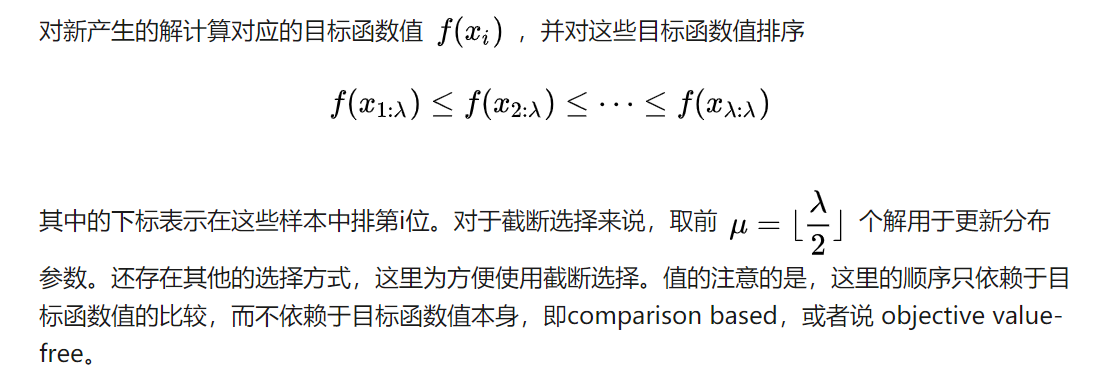 对新产生的解计算对应的目标函数值 f(x_i) ，并对这些目标函数值排序
f(x_{1:λ}) ≤ f(x_{2:λ}) ≤ ⋯ ≤ f(x_{λ:λ})
其中的下标表示在这些样本中排第i位。对于截断选择来说，取前 μ = ⌊λ/2⌋ 个解用于更新分布
参数。还存在其他的选择方式，这里为方便使用截断选择。值的注意的是，这里的顺序只依赖于目
标函数值的比较，而不依赖于目标函数值本身，即comparison based，或者说 objective value-
free。